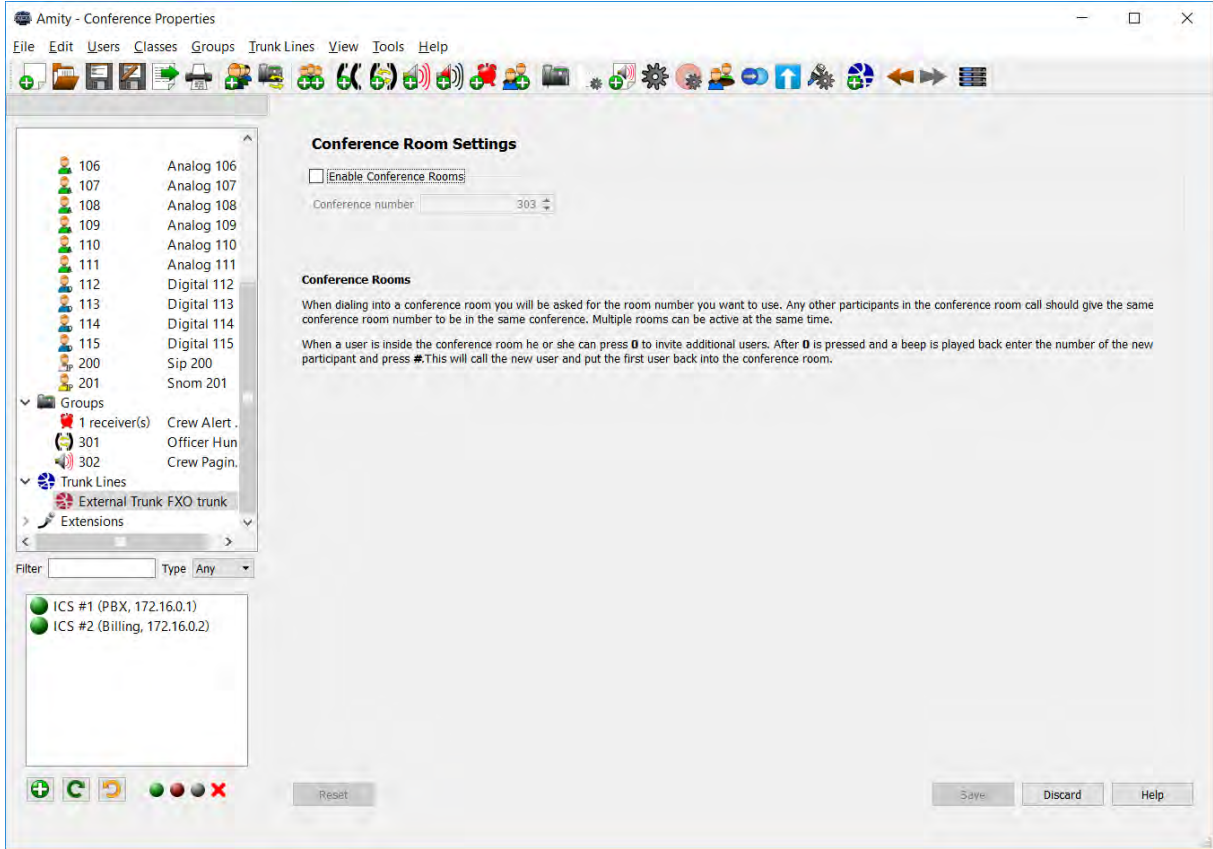 Amity - Conference Properties
File Edit Users Classes Groups Trunk Lines View Tools Help
106 Analog 106
107 Analog 107
108 Analog 108
109 Analog 109
110 Analog 110
111 Analog 111
112 Digital 112
113 Digital 113
114 Digital 114
115 Digital 115
200 Sip 200
201 Snom 201
Groups
1 receiver(s) Crew Alert .
301 Officer Hun
302 Crew Pagin.
Trunk Lines
External Trunk FXO trunk
Extensions
Filter Type Any
ICS #1 (PBX, 172.16.0.1)
ICS #2 (Billing, 172.16.0.2)
Conference Room Settings
Enable Conference Rooms
Conference number 303
Conference Rooms
When dialing into a conference room you will be asked for the room number you want to use. Any other participants in the conference room call should give the same
conference room number to be in the same conference. Multiple rooms can be active at the same time.
When a user is inside the conference room he or she can press 0 to invite additional users. After 0 is pressed and a beep is played back enter the number of the new
participant and press #.This will call the new user and put the first user back into the conference room.
Reset Save Discard Help